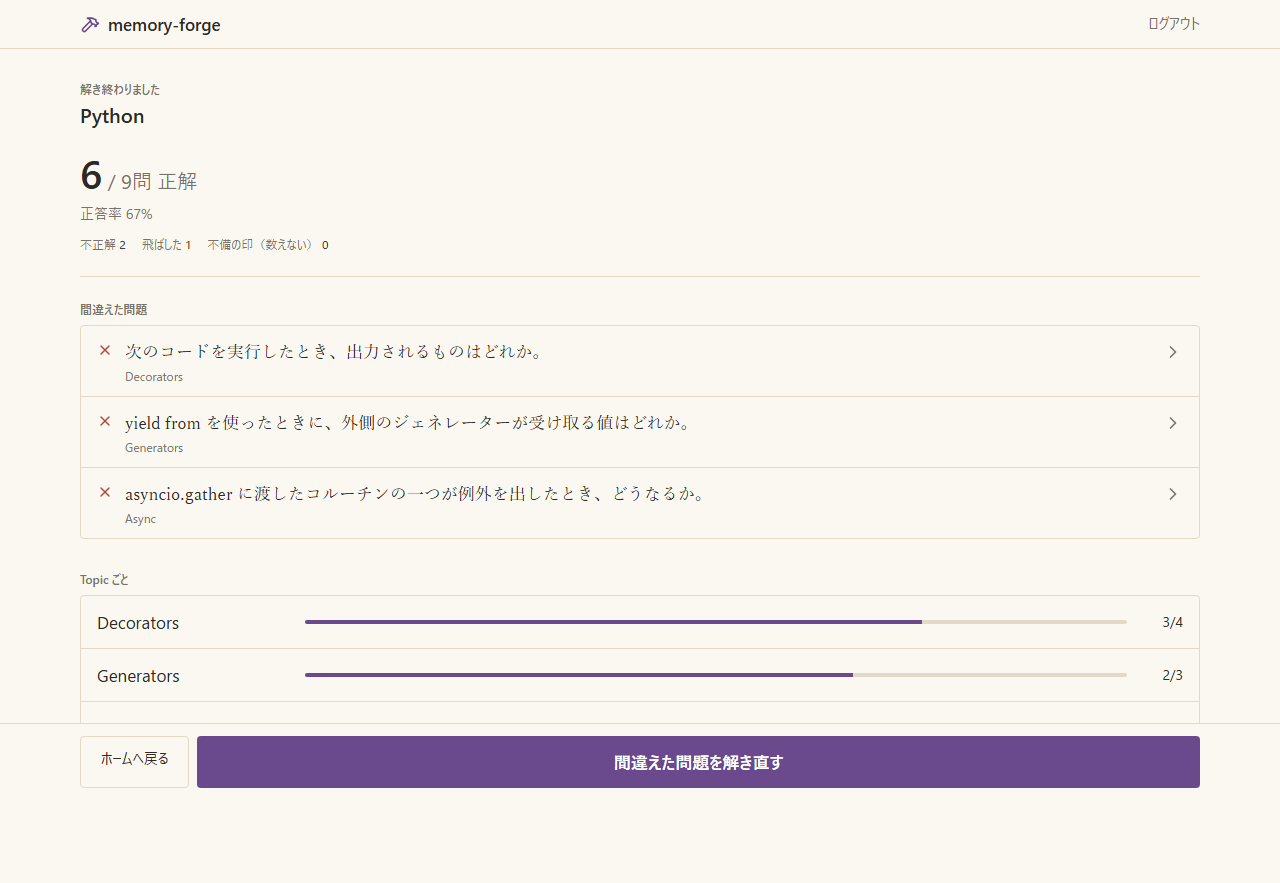 memory-forge
ログアウト
解き終わりました
Python
6 / 9問 正解
正答率 67%
不正解 2 飛ばした 1 不備の印（数えない） 0
間違えた問題
次のコードを実行したとき、出力されるものはどれか。
Decorators
yield from を使ったときに、外側のジェネレーターが受け取る値はどれか。
Generators
asyncio.gather に渡したコルーチンの一つが例外を出したとき、どうなるか。
Async
Topic ごと
Decorators 3/4
Generators 2/3
ホームへ戻る
間違えた問題を解き直す